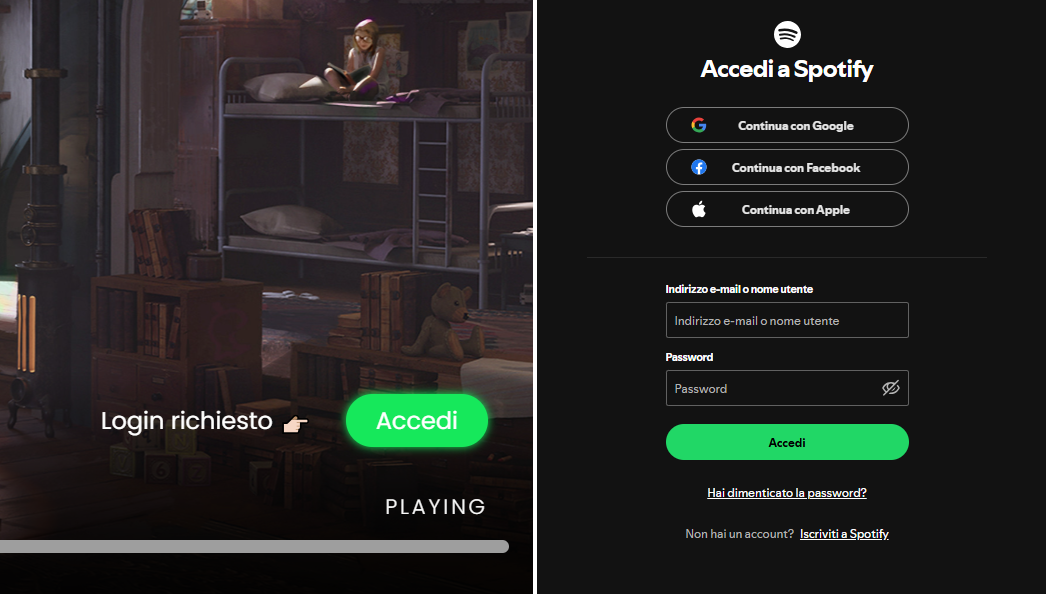 Login richiesto 👉🏻
Accedi
PLAYING
Accedi a Spotify
Continua con Google
Continua con Facebook
Continua con Apple
Indirizzo e-mail o nome utente
Indirizzo e-mail o nome utente
Password
Password
Accedi
Hai dimenticato la password?
Non hai un account? Iscriviti a Spotify